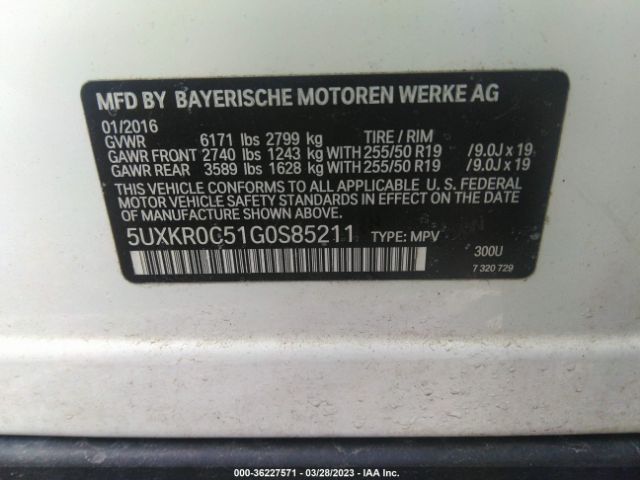 MFD BY BAYERISCHE MOTOREN WERKE AG
01/2016
GVWR 6171 lbs 2799 kg TIRE / RIM
GAWR FRONT 2740 lbs 1243 kg WITH 255/50 R19 /9.0J x 19
GAWR REAR 3589 lbs 1628 kg WITH 255/50 R19 /9.0J x 19
THIS VEHICLE CONFORMS TO ALL APPLICABLE U. S. FEDERAL
MOTOR VEHICLE SAFETY STANDARDS IN EFFECT ON THE DATE
OF MANUFACTURE SHOWN ABOVE.
5UXKR0C51G0S85211 TYPE: MPV
300U
7 320 729
000-36227571 - 03/28/2023 - IAA Inc.